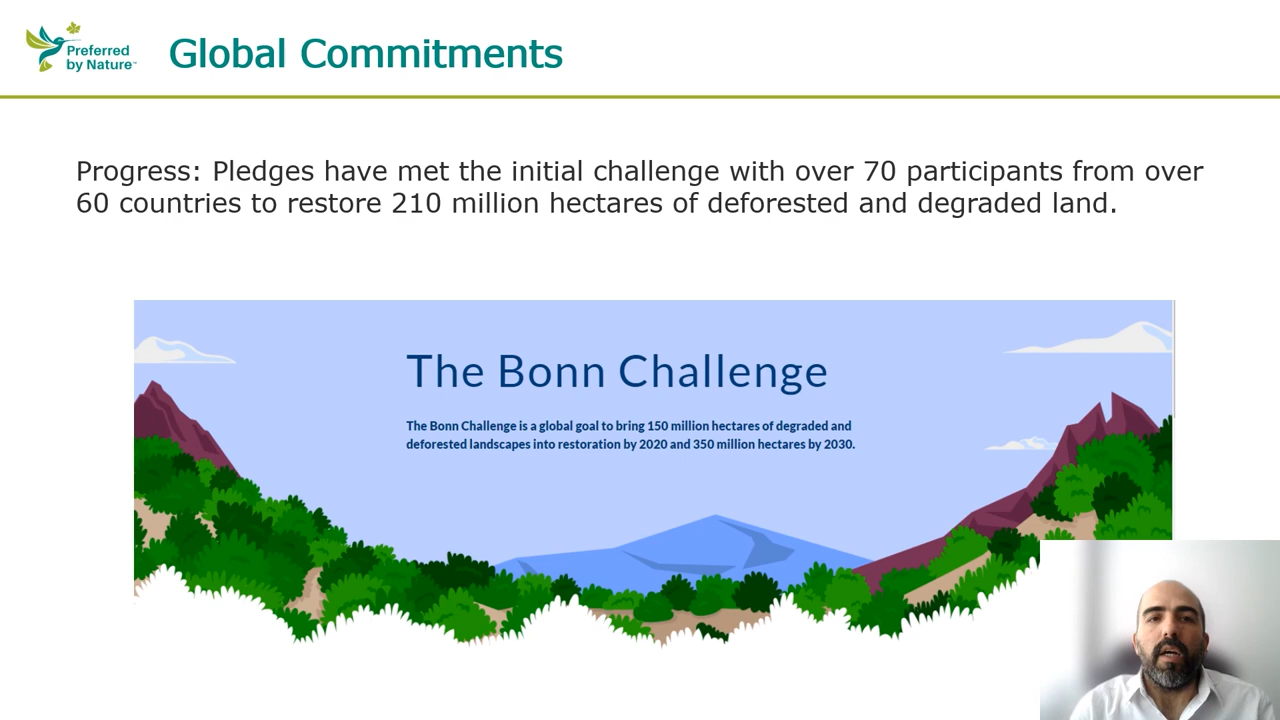 Preferred
by Nature™
Global Commitments
Progress: Pledges have met the initial challenge with over 70 participants from over
60 countries to restore 210 million hectares of deforested and degraded land.
The Bonn Challenge
The Bonn Challenge is a global goal to bring 150 million hectares of degraded and
deforested landscapes into restoration by 2020 and 350 million hectares by 2030.